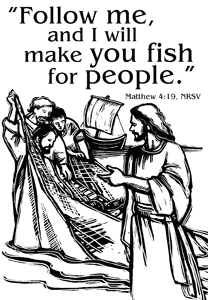 “Follow me,
and I will
make you fish
for people.”
Matthew 4:19, NRSV